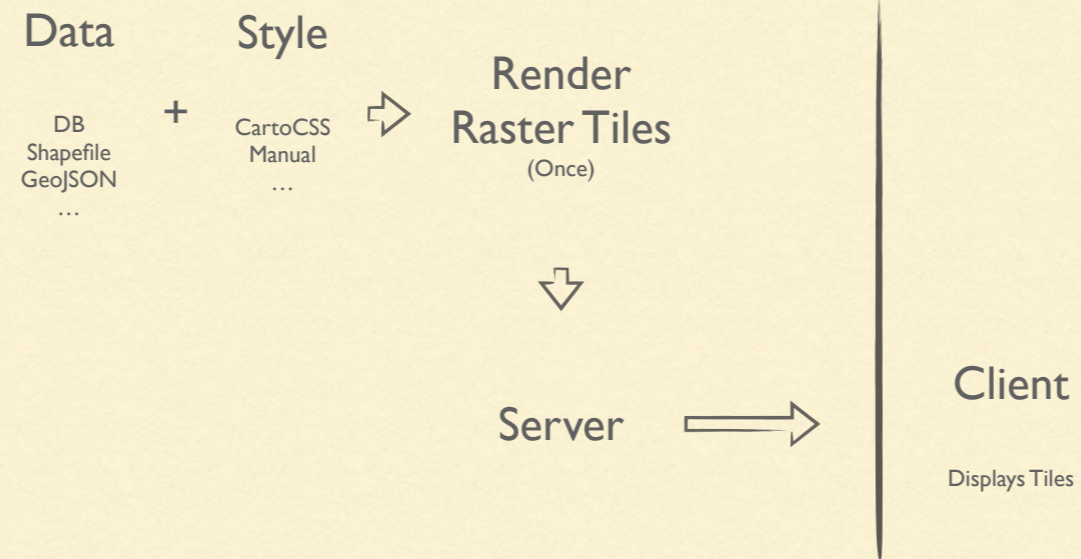 Data
DB
Shapefile
GeoJSON
…
+
Style
CartoCSS
Manual
…
Render
Raster Tiles
(Once)
Server
Client
Displays Tiles